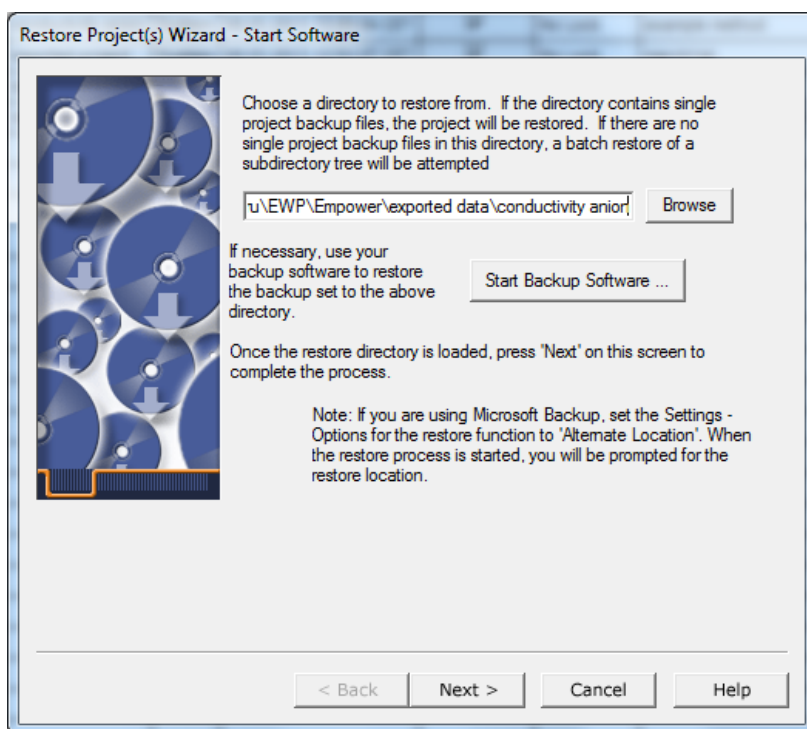 Restore Project(s) Wizard - Start Software
Choose a directory to restore from. If the directory contains single
project backup files, the project will be restored. If there are no
single project backup files in this directory, a batch restore of a
subdirectory tree will be attempted
\EWP\Empower\exported data\conductivity anion
Browse
If necessary, use your
backup software to restore
the backup set to the above
directory.
Start Backup Software ...
Once the restore directory is loaded, press 'Next' on this screen to
complete the process.
Note: If you are using Microsoft Backup, set the Settings -
Options for the restore function to 'Alternate Location'. When
the restore process is started, you will be prompted for the
restore location.
< Back
Next >
Cancel
Help